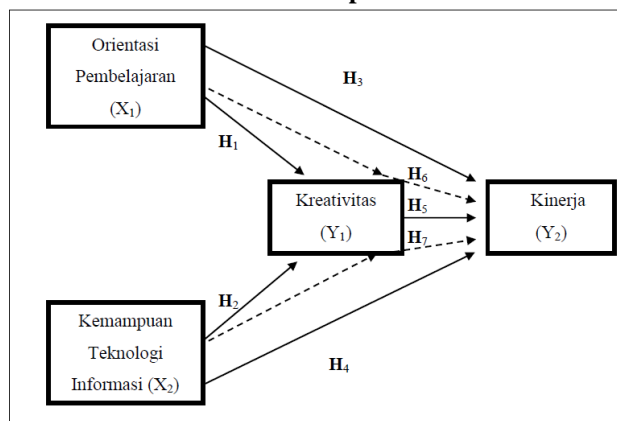 Orientasi
Pembelajaran
(X₁)
H₃
H₁
H₆
Kreativitas
(Y₁)
H₅
Kinerja
(Y₂)
H₇
H₂
Kemampuan
Teknologi
Informasi (X₂)
H₄